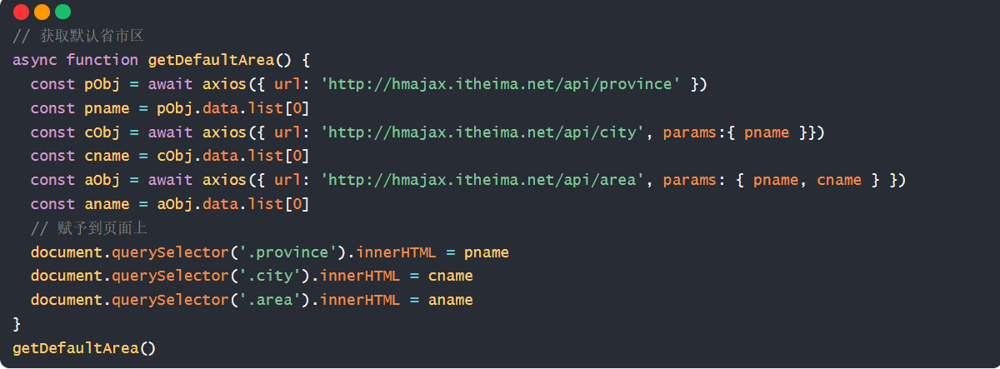 // 获取默认省市区
async function getDefaultArea() {
  const pObj = await axios({ url: 'http://hmajax.itheima.net/api/province' })
  const pname = pObj.data.list[0]
  const cObj = await axios({ url: 'http://hmajax.itheima.net/api/city', params:{ pname }})
  const cname = cObj.data.list[0]
  const aObj = await axios({ url: 'http://hmajax.itheima.net/api/area', params: { pname, cname } })
  const aname = aObj.data.list[0]
  // 赋予到页面上
  document.querySelector('.province').innerHTML = pname
  document.querySelector('.city').innerHTML = cname
  document.querySelector('.area').innerHTML = aname
}
getDefaultArea()